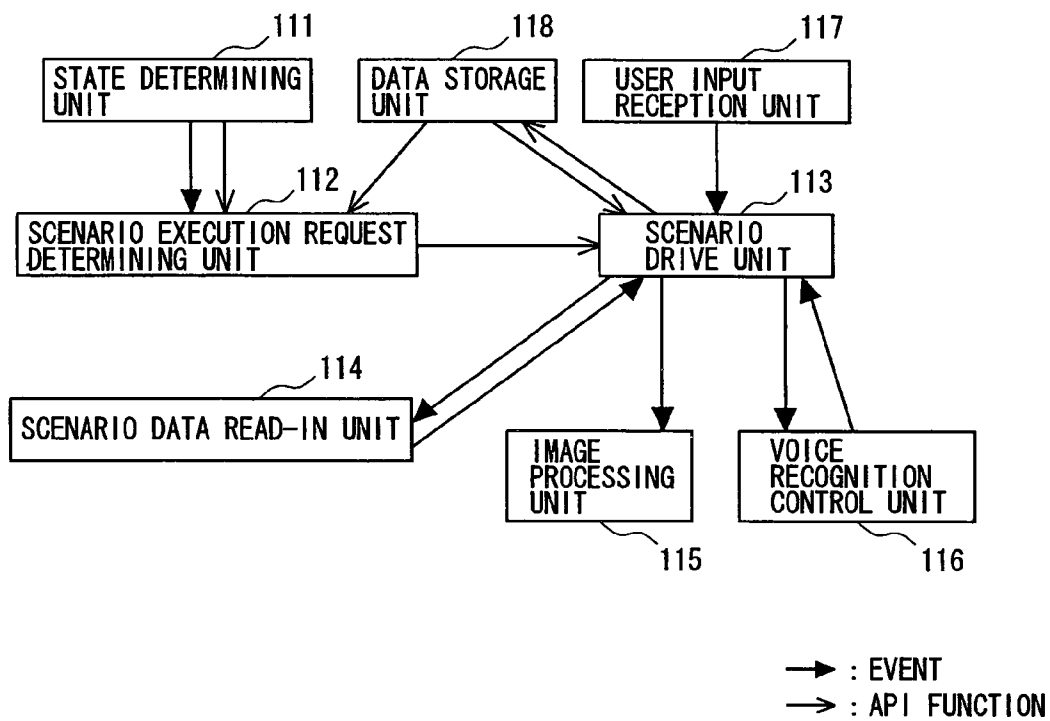 111
118
117
STATE DETERMINING
UNIT
DATA STORAGE
UNIT
USER INPUT
RECEPTION UNIT
112
113
SCENARIO EXECUTION REQUEST
DETERMINING UNIT
SCENARIO
DRIVE UNIT
114
SCENARIO DATA READ-IN UNIT
IMAGE
PROCESSING
UNIT
VOICE
RECOGNITION
CONTROL UNIT
115
116
: EVENT
: API FUNCTION